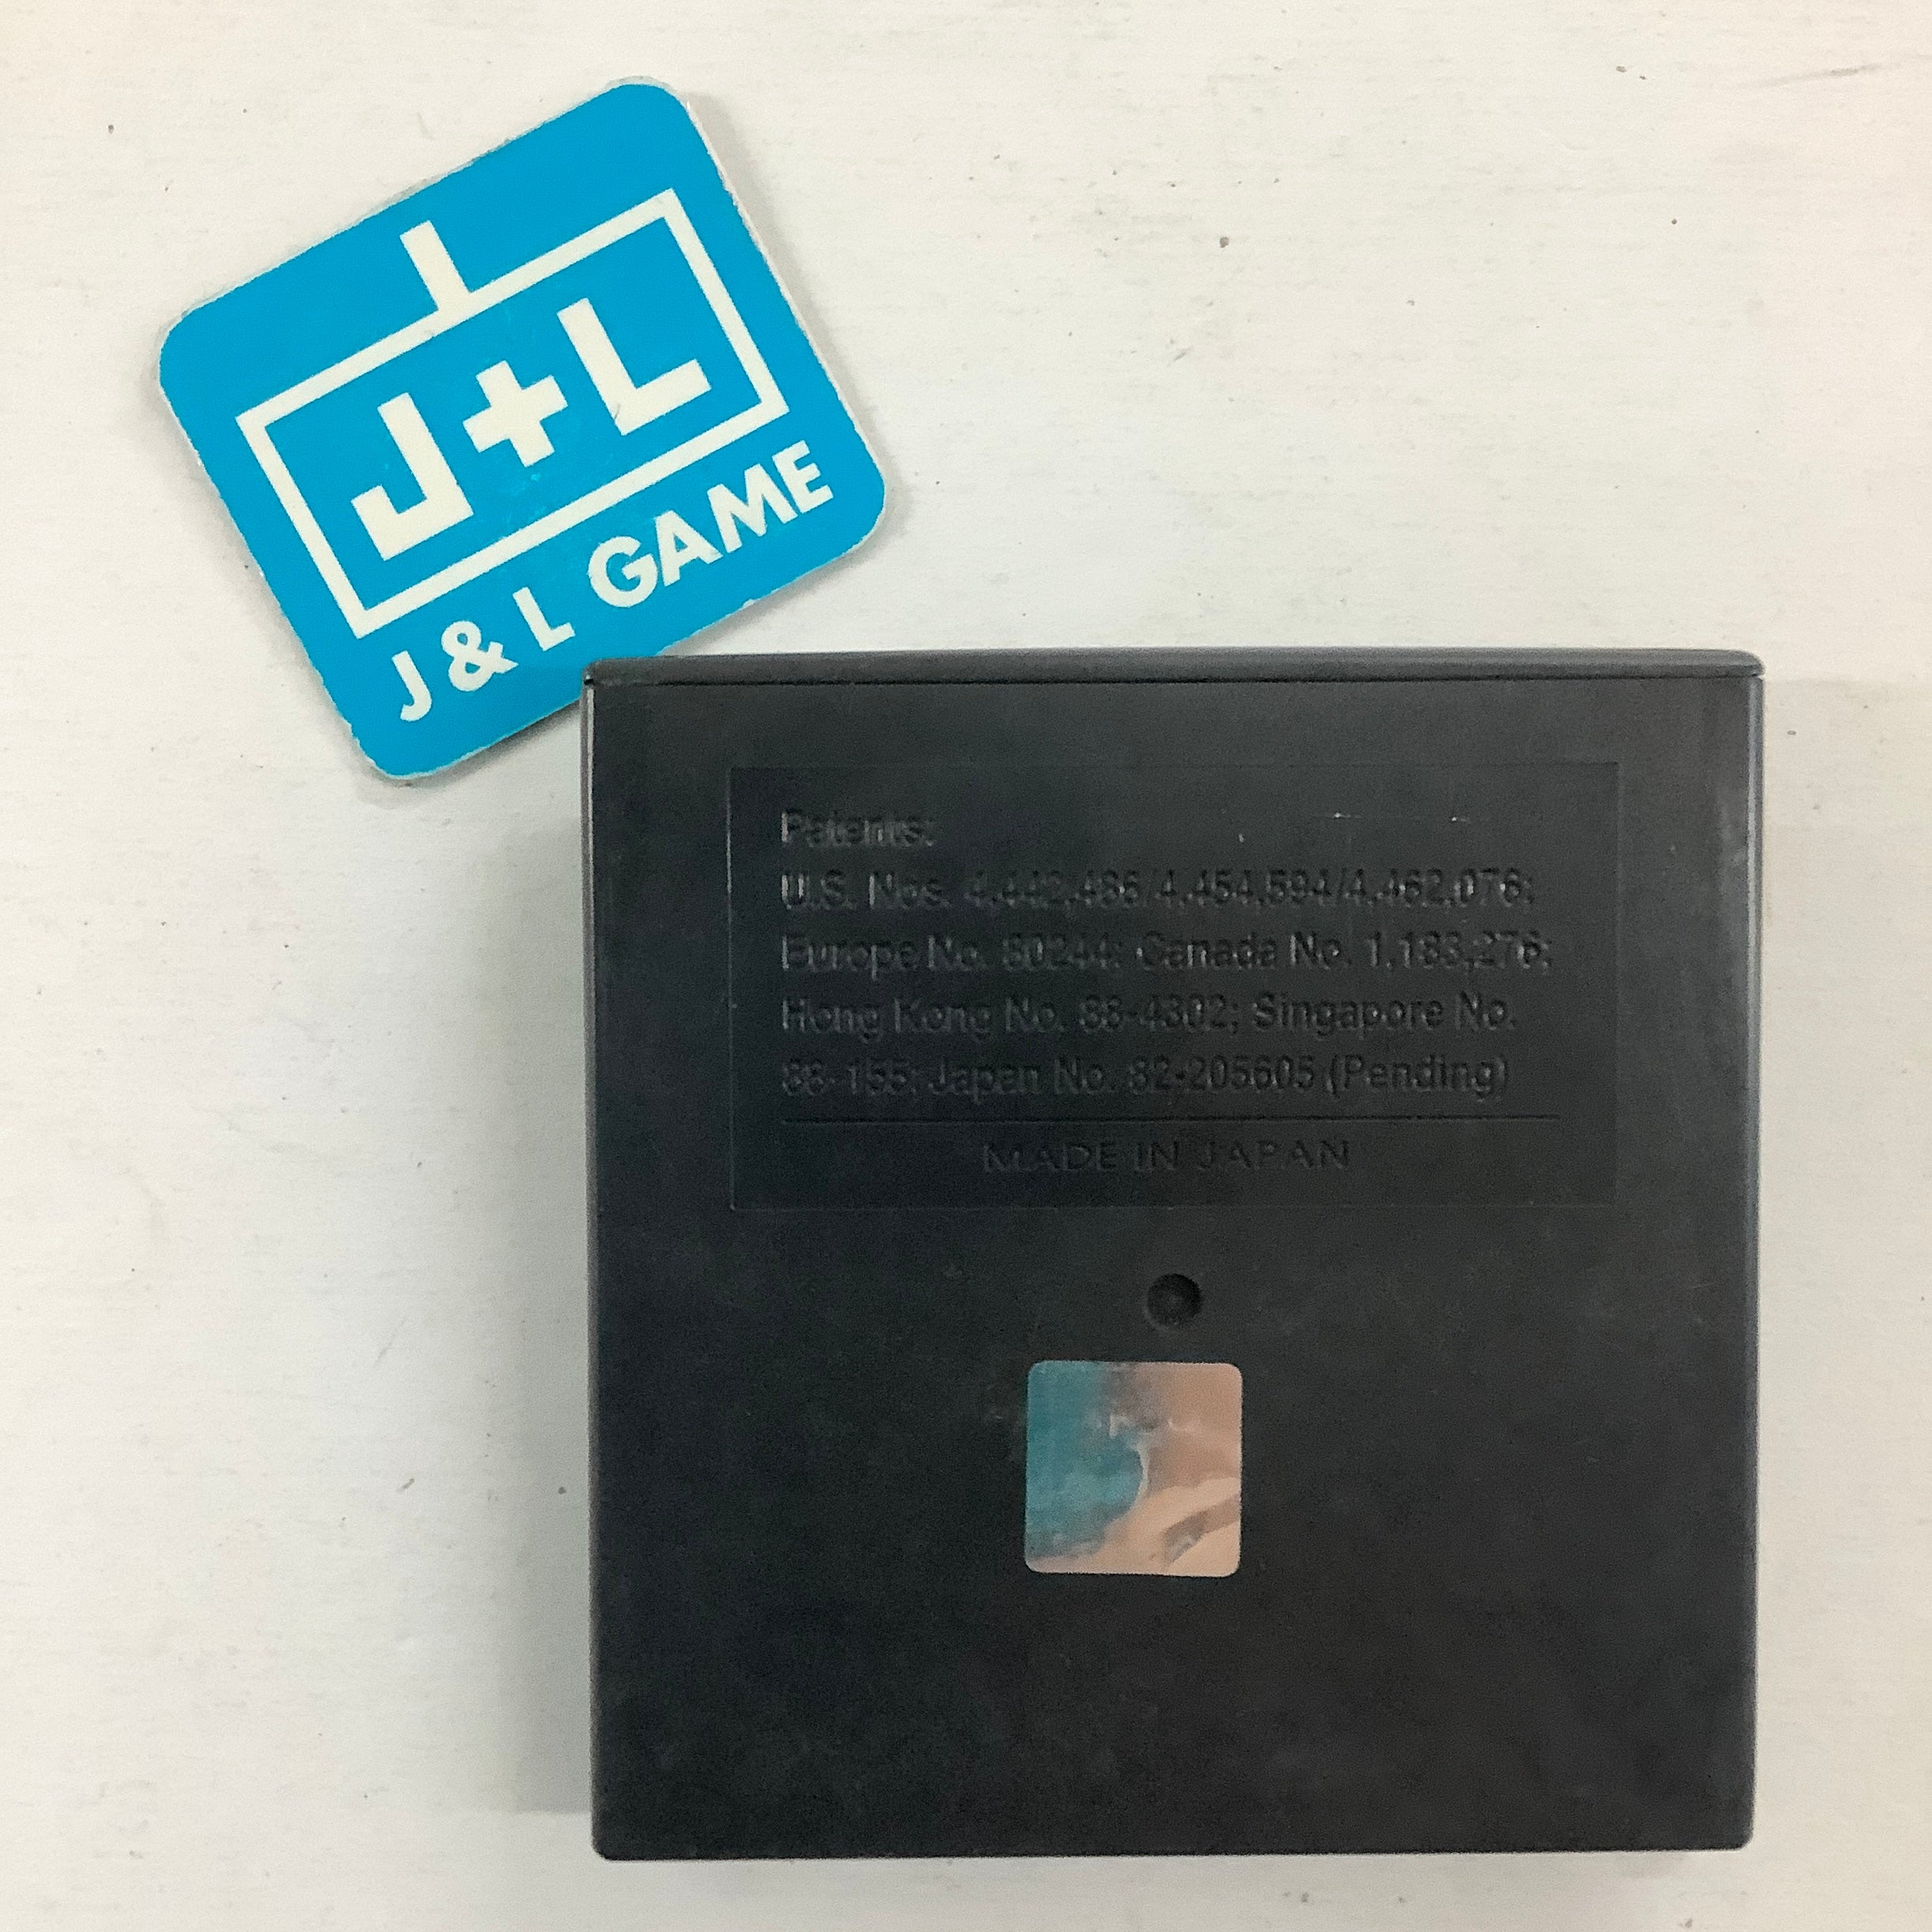 J+L
J & L GAME
Patents:
U.S. Nos. 4,442,486/4,454,594/4,462,076;
Europe No. 80244; Canada No. 1,183,276;
Hong Kong No. 88-4302; Singapore No.
88-155; Japan No. 82-205605 (Pending)
MADE IN JAPAN